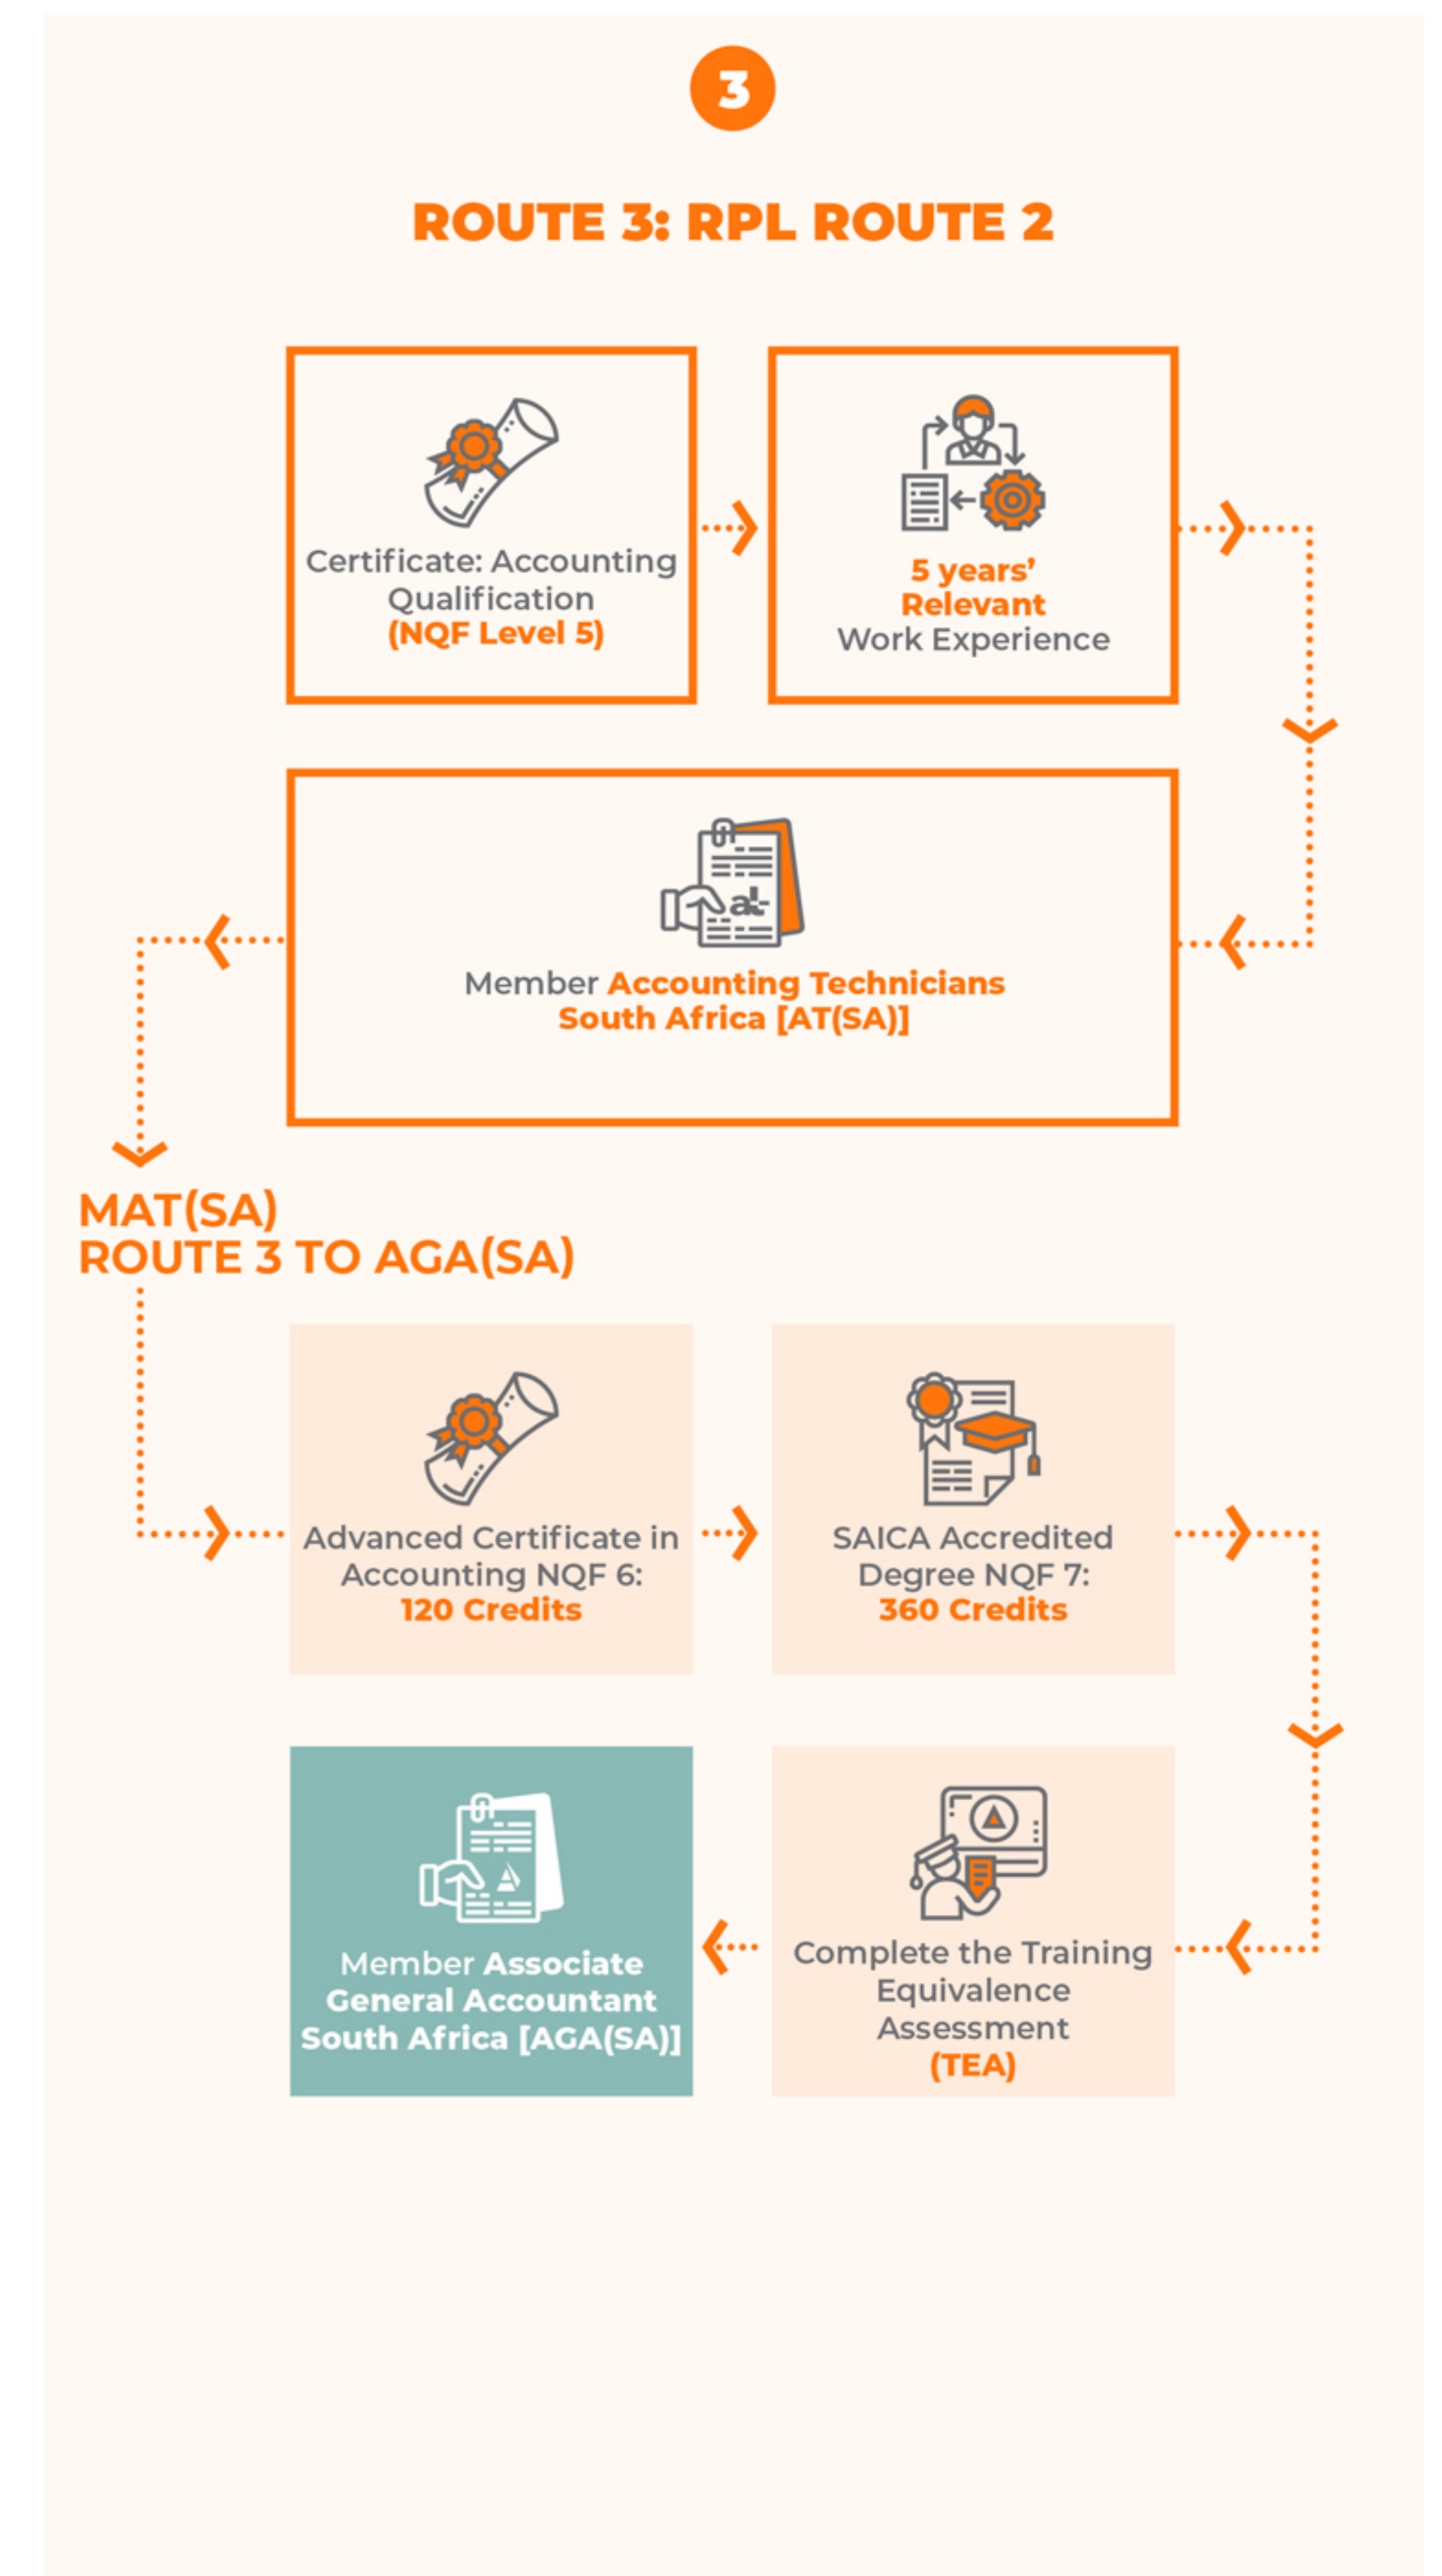 3
ROUTE 3: RPL ROUTE 2
Certificate: Accounting
Qualification
(NQF Level 5)
5 years’
Relevant
Work Experience
at
Member Accounting Technicians
South Africa [AT(SA)]
MAT(SA)
ROUTE 3 TO AGA(SA)
Advanced Certificate in
Accounting NQF 6:
120 Credits
SAICA Accredited
Degree NQF 7:
360 Credits
Complete the Training
Equivalence
Assessment
(TEA)
Member Associate
General Accountant
South Africa [AGA(SA)]